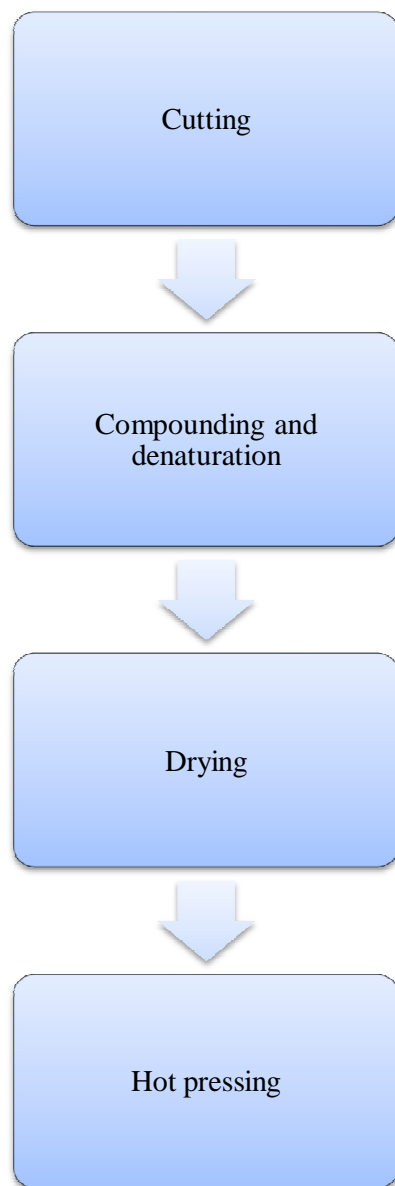 Cutting
Compounding and
denaturation
Drying
Hot pressing